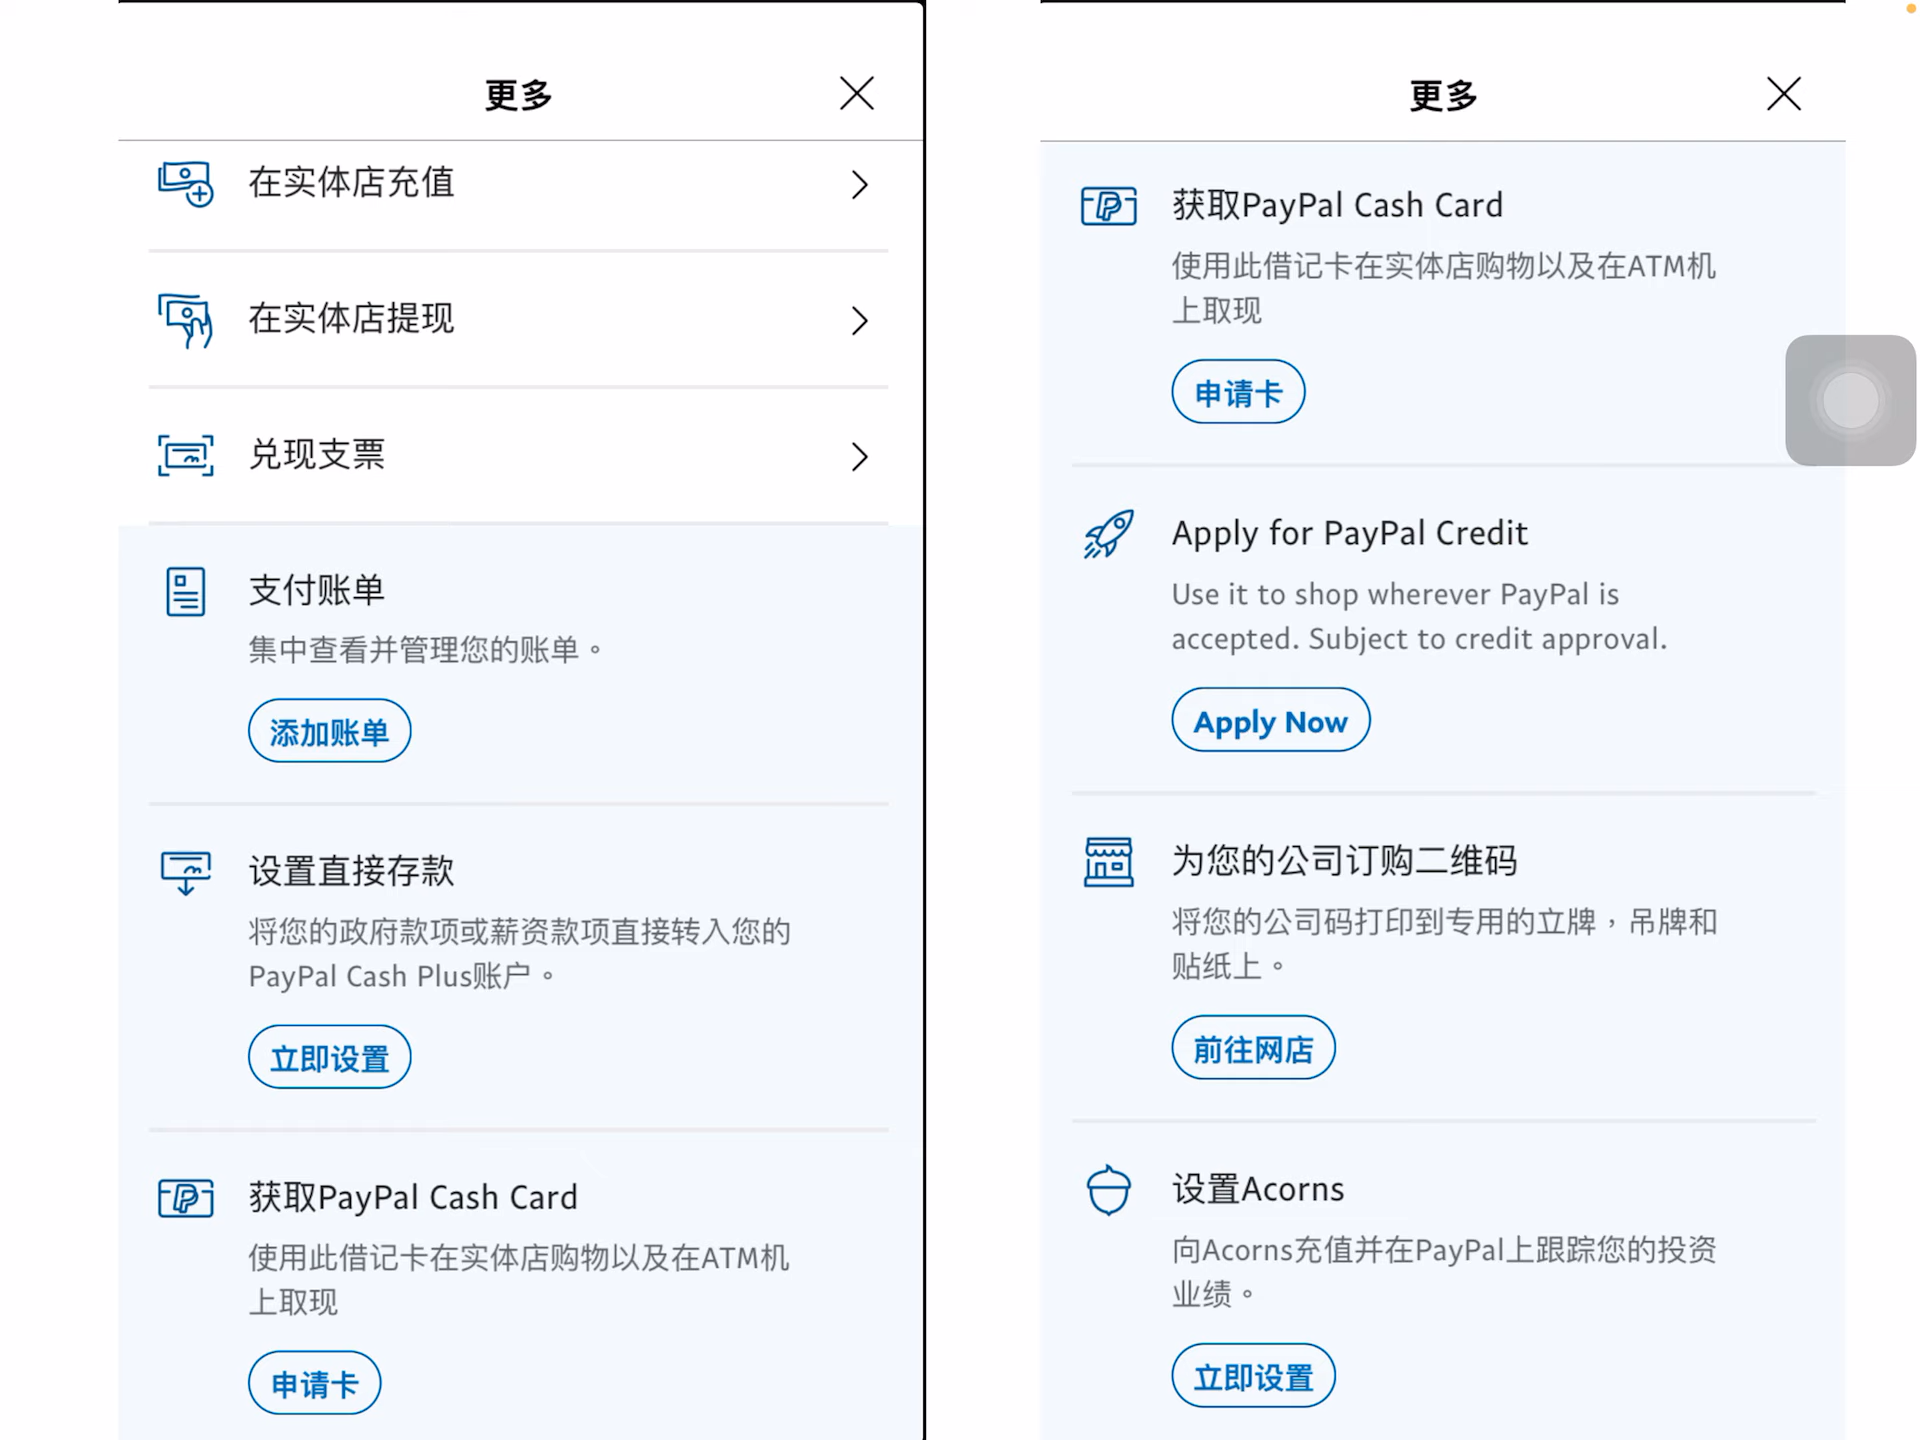 更多
在实体店充值
在实体店提现
兑现支票
支付账单
集中查看并管理您的账单。
添加账单
设置直接存款
将您的政府款项或薪资款项直接转入您的
PayPal Cash Plus账户。
立即设置
获取PayPal Cash Card
使用此借记卡在实体店购物以及在ATM机
上取现
申请卡
更多
获取PayPal Cash Card
使用此借记卡在实体店购物以及在ATM机
上取现
申请卡
Apply for PayPal Credit
Use it to shop wherever PayPal is
accepted. Subject to credit approval.
Apply Now
为您的公司订购二维码
将您的公司码打印到专用的立牌，吊牌和
贴纸上。
前往网店
设置Acorns
向Acorns充值并在PayPal上跟踪您的投资
业绩。
立即设置